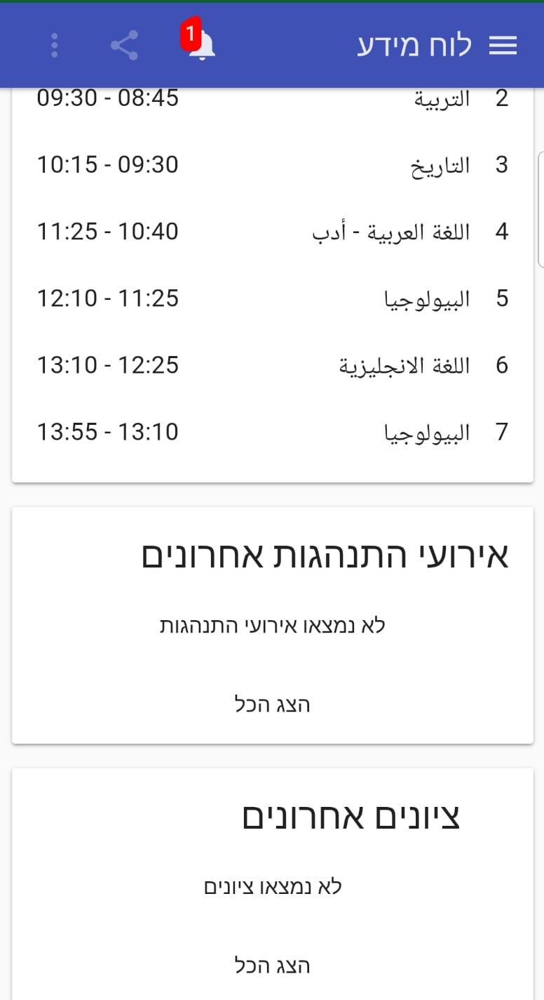 לוח מידע
1
2 التربية 09:30 - 08:45
3 التاريخ 10:15 - 09:30
4 اللغة العربية - أدب 11:25 - 10:40
5 البيولوجيا 12:10 - 11:25
6 اللغة الانجليزية 13:10 - 12:25
7 البيولوجيا 13:55 - 13:10
אירועי התנהגות אחרונים
לא נמצאו אירועי התנהגות
הצג הכל
ציונים אחרונים
לא נמצאו ציונים
הצג הכל